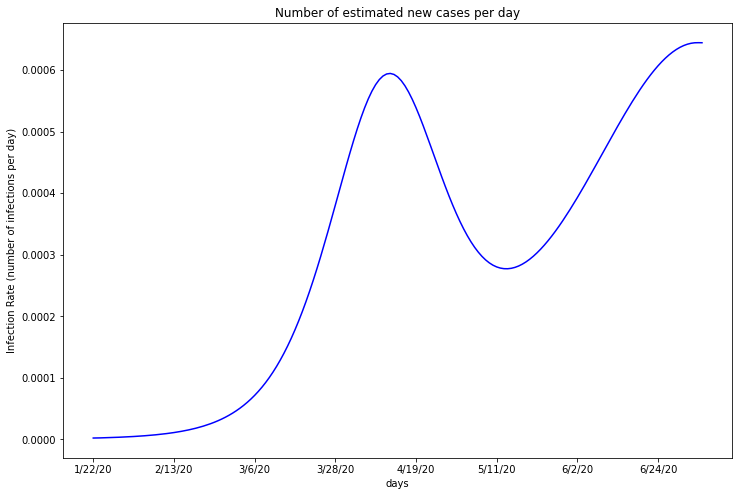 Number of estimated new cases per day
Infection Rate (number of infections per day)
0.0006
0.0005
0.0004
0.0003
0.0002
0.0001
0.0000
1/22/20 2/13/20 3/6/20 3/28/20 4/19/20 5/11/20 6/2/20 6/24/20
days